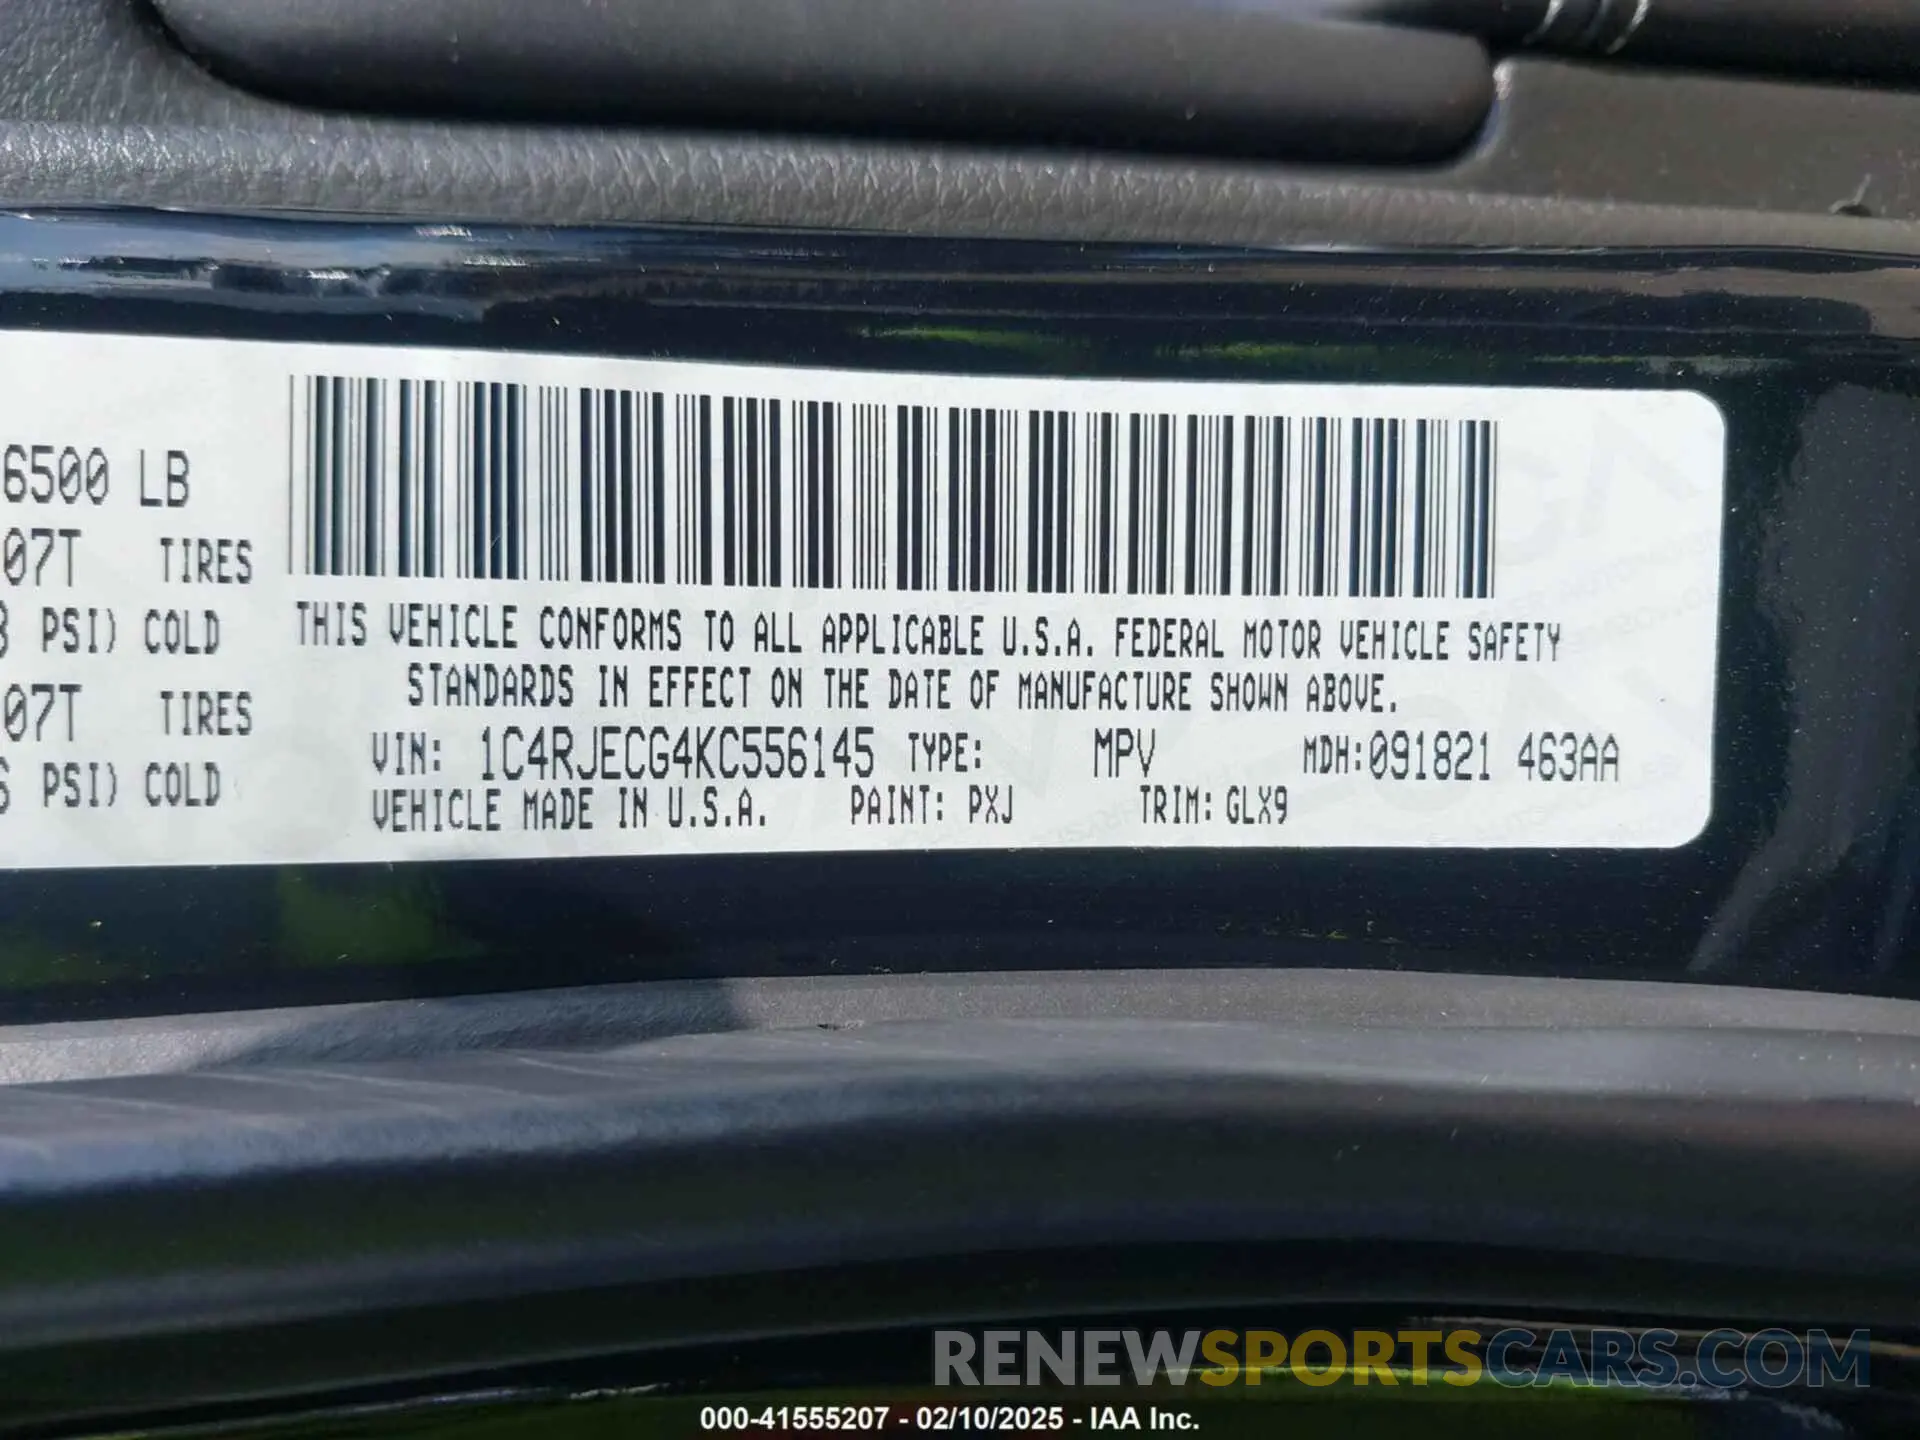 6500 LB
07T TIRES
PSI) COLD
07T TIRES
PSI) COLD
THIS VEHICLE CONFORMS TO ALL APPLICABLE U.S.A. FEDERAL MOTOR VEHICLE SAFETY
STANDARDS IN EFFECT ON THE DATE OF MANUFACTURE SHOWN ABOVE.
VIN: 1C4RJECG4KC556145 TYPE: MPV MDH:091821 463AA
VEHICLE MADE IN U.S.A. PAINT: PXJ TRIM: GLX9
RENEWSPORTSCARS.COM
000-41555207 - 02/10/2025 - IAA Inc.